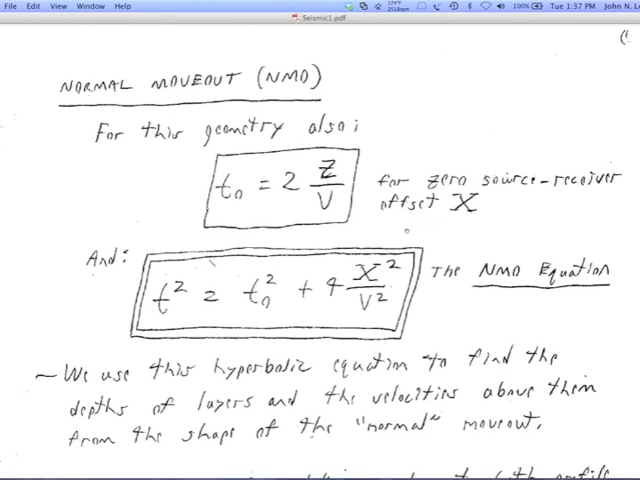 File Edit View Window Help 100% Tue 1:37 PM John N. L
Seismic1.pdf
NORMAL MOVEOUT (NMO)
For this geometry also:
t₀ = 2 Z/V for zero source-receiver
offset X
And: t² = t₀² + 4 X²/V² The NMO Equation
~ We use this hyperbolic equation to find the
depths of layers and the velocities above them
from the shape of the "normal" moveout.